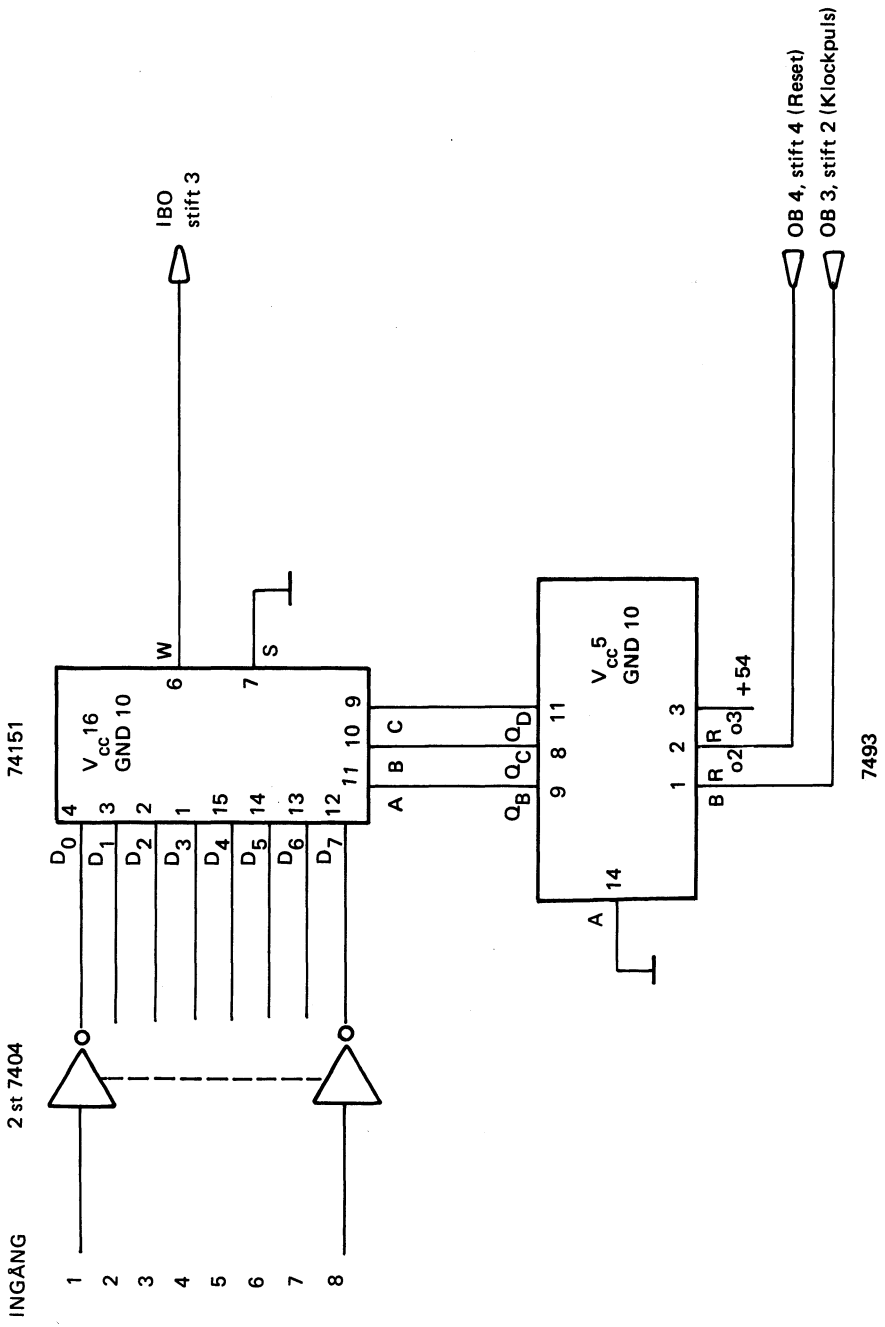 INGÅNG
2 st 7404
74151
1
2
3
4
5
6
7
8
D0 4
D1 3
D2 2
D3 1
D4 15
D5 14
D6 13
D7 12
Vcc 16
GND 10
6 W
7 S
IBO
stift 3
11 10 9
A B C
QB QC QD
9 8 11
A 14
Vcc 5
GND 10
1 2 3
B Ro2 Ro3 +54
OB 4, stift 4 (Reset)
OB 3, stift 2 (Klockpuls)
7493